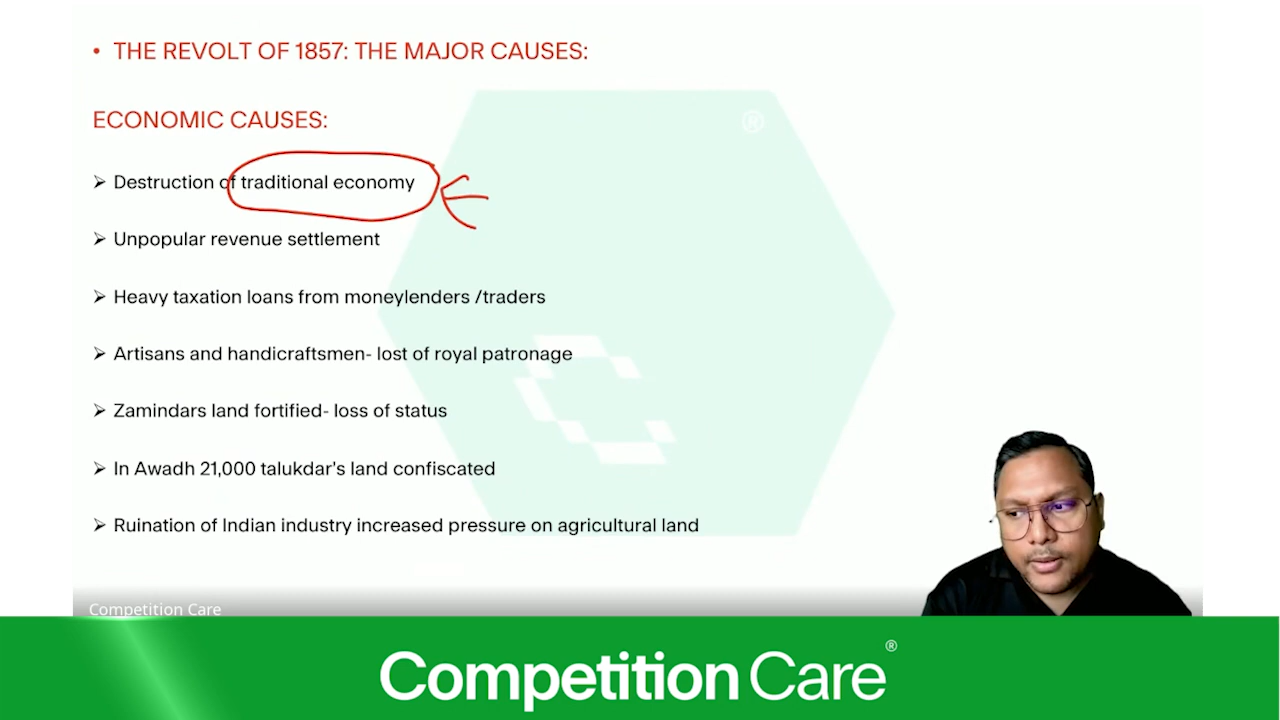 • THE REVOLT OF 1857: THE MAJOR CAUSES:
ECONOMIC CAUSES:
®
➢ Destruction of traditional economy
➢ Unpopular revenue settlement
➢ Heavy taxation loans from moneylenders /traders
➢ Artisans and handicraftsmen- lost of royal patronage
➢ Zamindars land fortified- loss of status
➢ In Awadh 21,000 talukdar's land confiscated
➢ Ruination of Indian industry increased pressure on agricultural land
Competition Care
Competition Care®